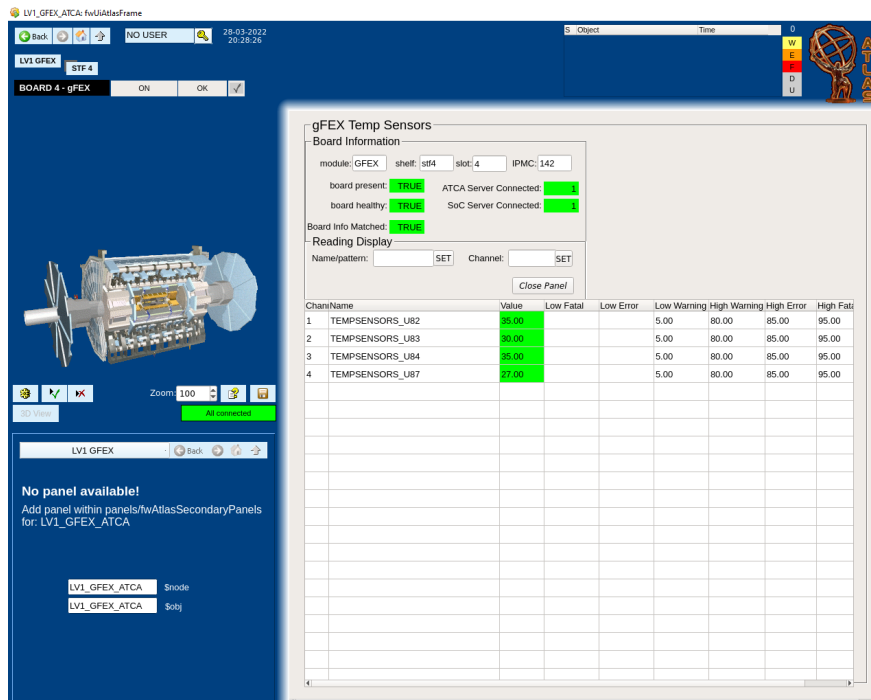 LV1_GFEX_ATCA: fwUiAtlasFrame
Back NO USER 28-03-2022
20:28:26
S Object Time 0
W
E
F
D
U
LV1 GFEX
STF 4
BOARD 4 - gFEX ON OK
gFEX Temp Sensors
Board Information
module: GFEX shelf: stf4 slot: 4 IPMC: 142
board present: TRUE ATCA Server Connected: 1
board healthy: TRUE SoC Server Connected: 1
Board Info Matched: TRUE
Reading Display
Name/pattern: SET Channel: SET
Close Panel
Chan Name Value Low Fatal Low Error Low Warning High Warning High Error High Fata
1 TEMPSENSORS_U82 35.00 5.00 80.00 85.00 95.00
2 TEMPSENSORS_U83 30.00 5.00 80.00 85.00 95.00
3 TEMPSENSORS_U84 35.00 5.00 80.00 85.00 95.00
4 TEMPSENSORS_U87 27.00 5.00 80.00 85.00 95.00
Zoom: 100
3D View All connected
LV1 GFEX Back
No panel available!
Add panel within panels/fwAtlasSecondaryPanels
for: LV1_GFEX_ATCA
LV1_GFEX_ATCA $node
LV1_GFEX_ATCA $obj